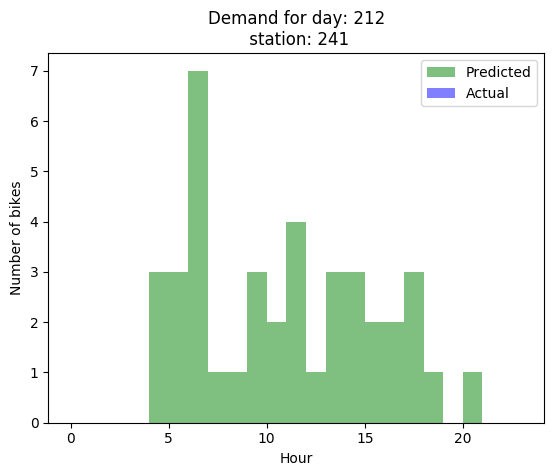 Demand for day: 212
station: 241
Predicted
Actual
Number of bikes
7
6
5
4
3
2
1
0
0 5 10 15 20
Hour